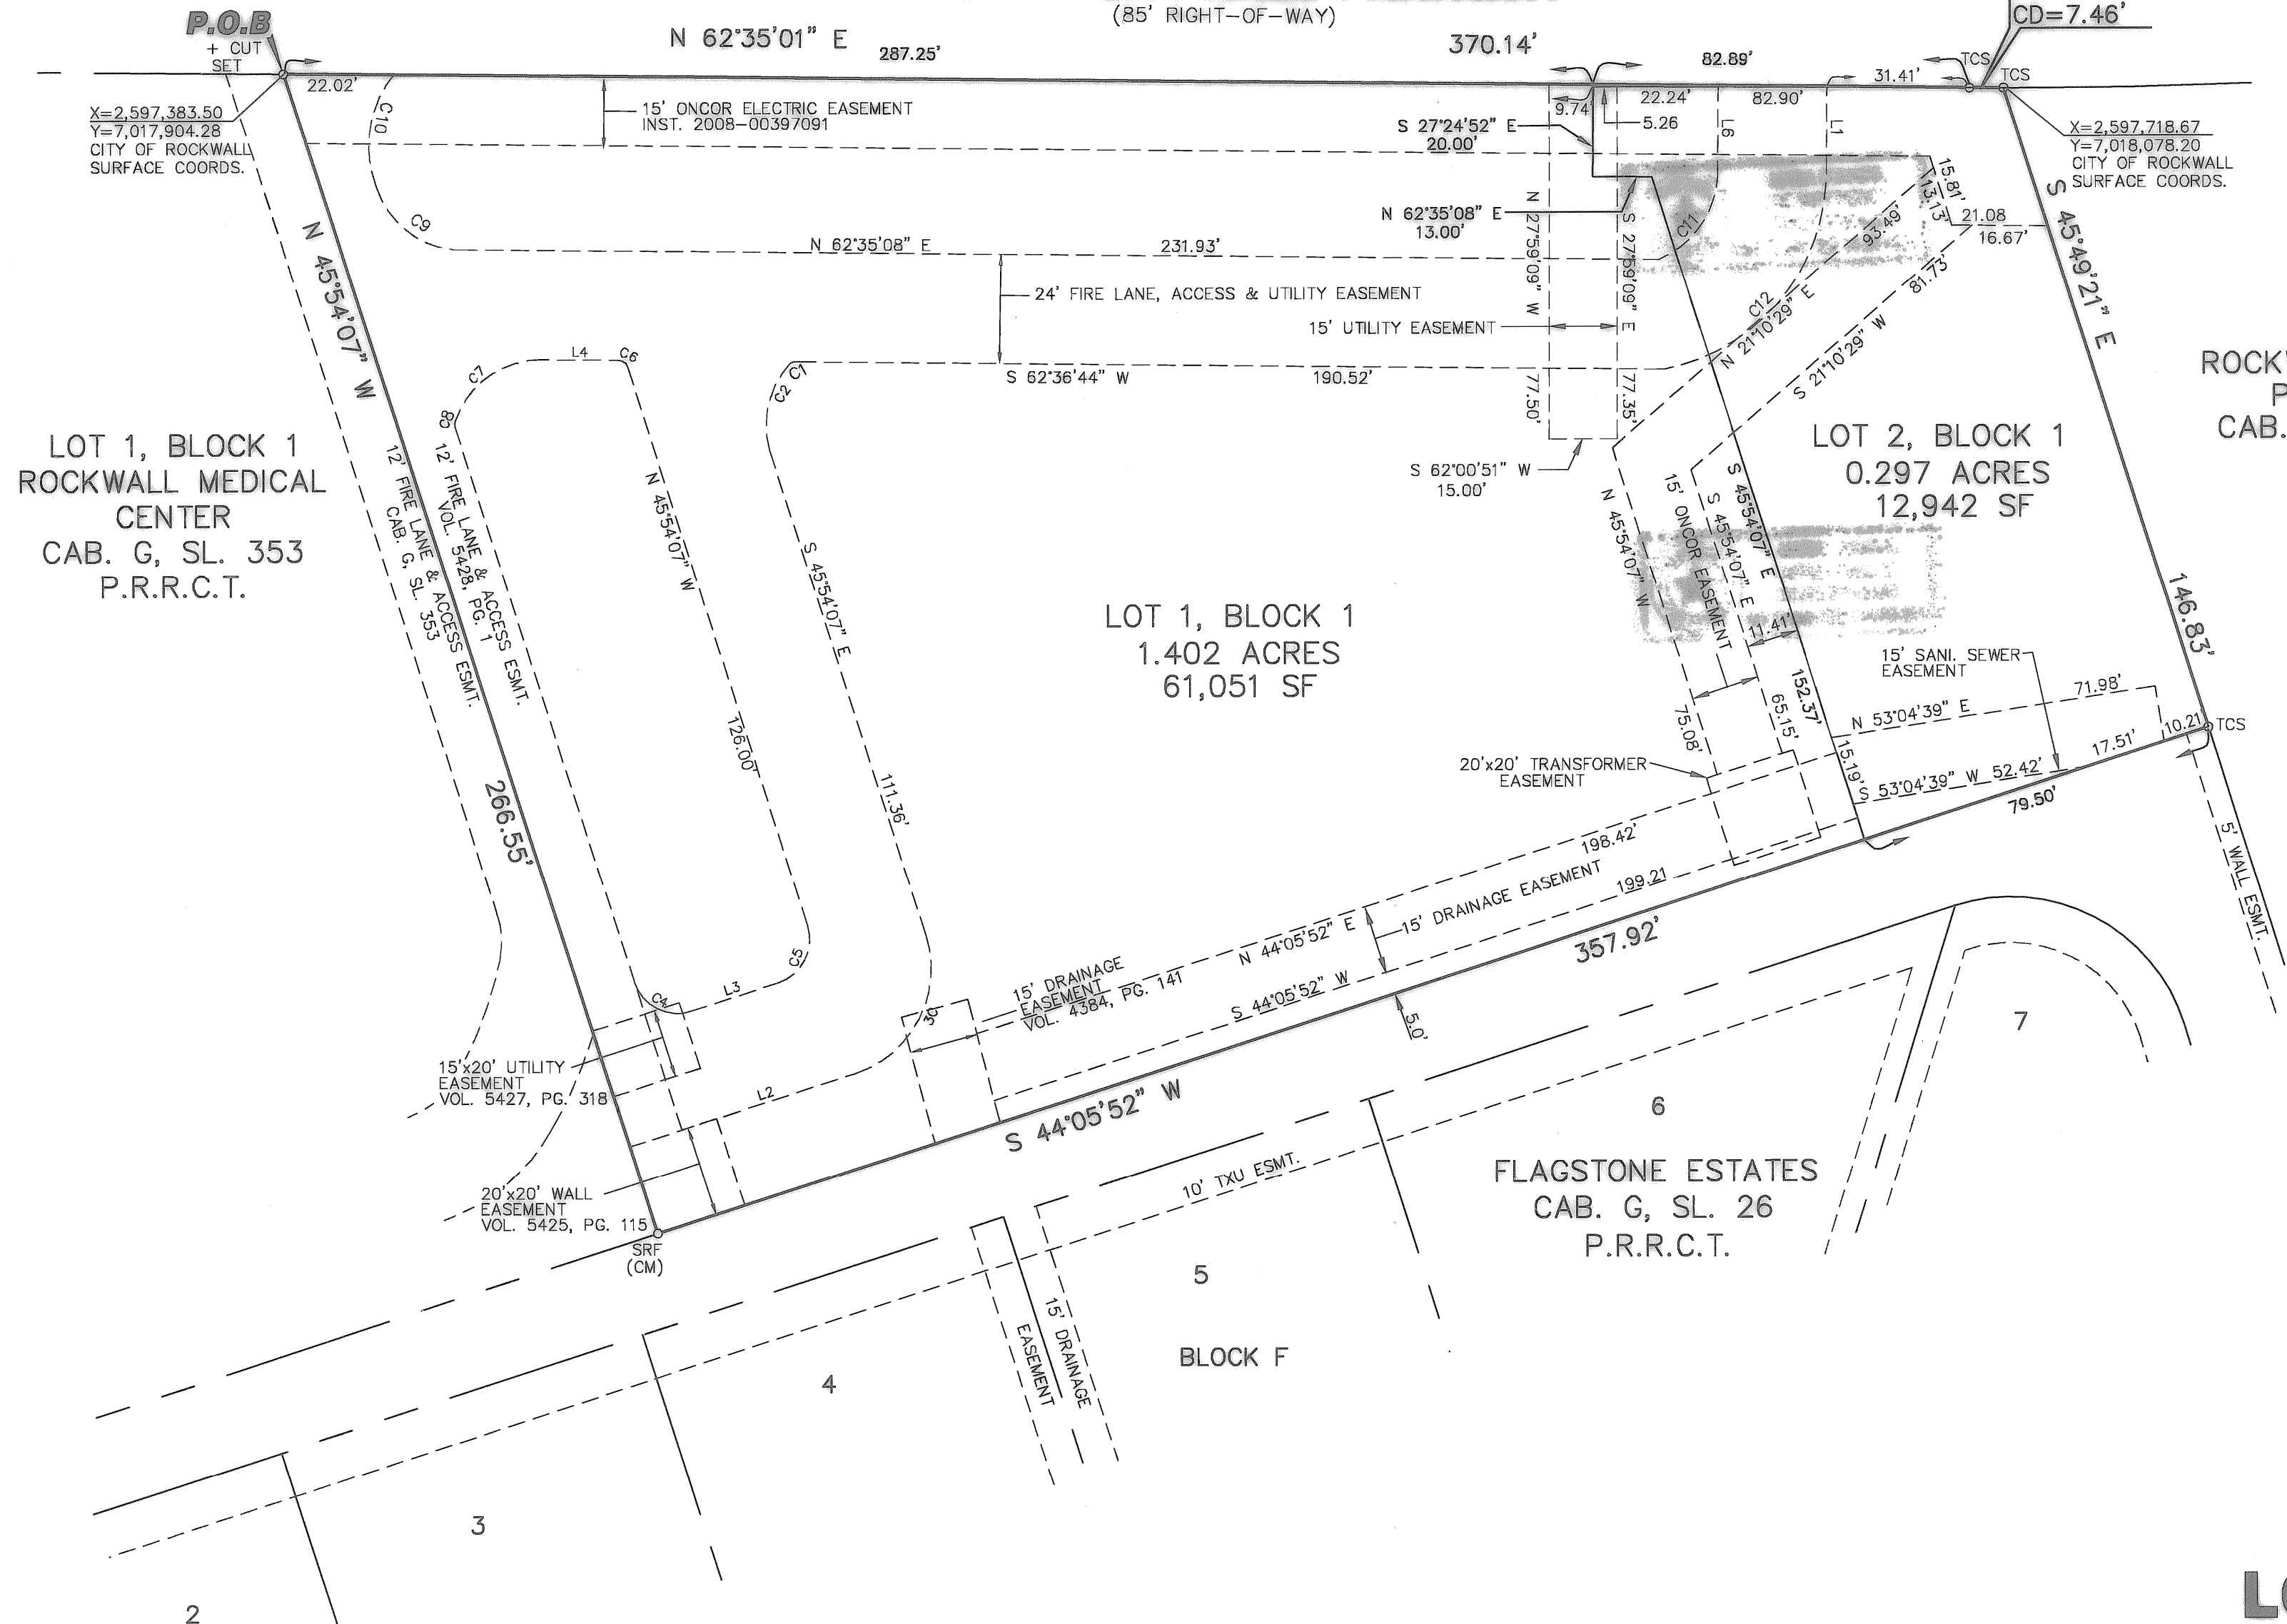 (85' RIGHT-OF-WAY)
CD=7.46'
P.O.B
+ CUT
SET
N 62°35'01" E
287.25'
370.14'
82.89'
TCS
TCS
31.41'
22.02'
C10
15' ONCOR ELECTRIC EASEMENT
INST. 2008-00397091
9.74'
22.24'
82.90'
5.26
X=2,597,383.50
Y=7,017,904.28
CITY OF ROCKWALL
SURFACE COORDS.
S 27°24'52" E
20.00'
L6
L1
X=2,597,718.67
Y=7,018,078.20
CITY OF ROCKWALL
SURFACE COORDS.
15.81'
13.13'
21.08
16.67'
N 62°35'08" E
13.00'
C11
93.49'
C9
N 62°35'08" E
231.93'
N 27°59'09" W
S 27°59'09" E
81.73'
24' FIRE LANE, ACCESS & UTILITY EASEMENT
15' UTILITY EASEMENT
C12
N 21°10'29" E
S 21°10'29" W
S 45°49'21" E
N 45°54'07" W
L4
C6
C7
C8
C1
C2
S 62°36'44" W
190.52'
77.50'
77.35'
ROCKW
P
CAB.
LOT 1, BLOCK 1
ROCKWALL MEDICAL
CENTER
CAB. G, SL. 353
P.R.R.C.T.
12' FIRE LANE & ACCESS ESMT.
CAB. G, SL. 353
12' FIRE LANE & ACCESS ESMT.
VOL. 5428, PG. 1
N 45°54'07" W
S 45°54'07" E
S 62°00'51" W
15.00'
LOT 2, BLOCK 1
0.297 ACRES
12,942 SF
N 45°54'07" W
15' ONCOR EASEMENT
S 45°54'07" E
S 45°54'07" E
11.41'
LOT 1, BLOCK 1
1.402 ACRES
61,051 SF
146.83'
15' SANI. SEWER
EASEMENT
71.98'
N 53°04'39" E
152.37'
65.15'
75.08'
126.00'
10.21'
TCS
17.51'
15.19'
S 53°04'39" W 52.42'
79.50'
20'x20' TRANSFORMER
EASEMENT
266.55'
111.36'
198.42'
15' DRAINAGE EASEMENT
199.21
5' WALL ESMT.
N 44°05'52" E
357.92'
C5
L3
C4
15' DRAINAGE
EASEMENT
VOL. 4384, PG. 141
S 44°05'52" W
5.0'
7
15'x20' UTILITY
EASEMENT
VOL. 5427, PG. 318
L2
S 44°05'52" W
6
10' TXU ESMT.
20'x20' WALL
EASEMENT
VOL. 5425, PG. 115
FLAGSTONE ESTATES
CAB. G, SL. 26
P.R.R.C.T.
SRF
(CM)
5
15' DRAINAGE
EASEMENT
BLOCK F
4
3
2
LO